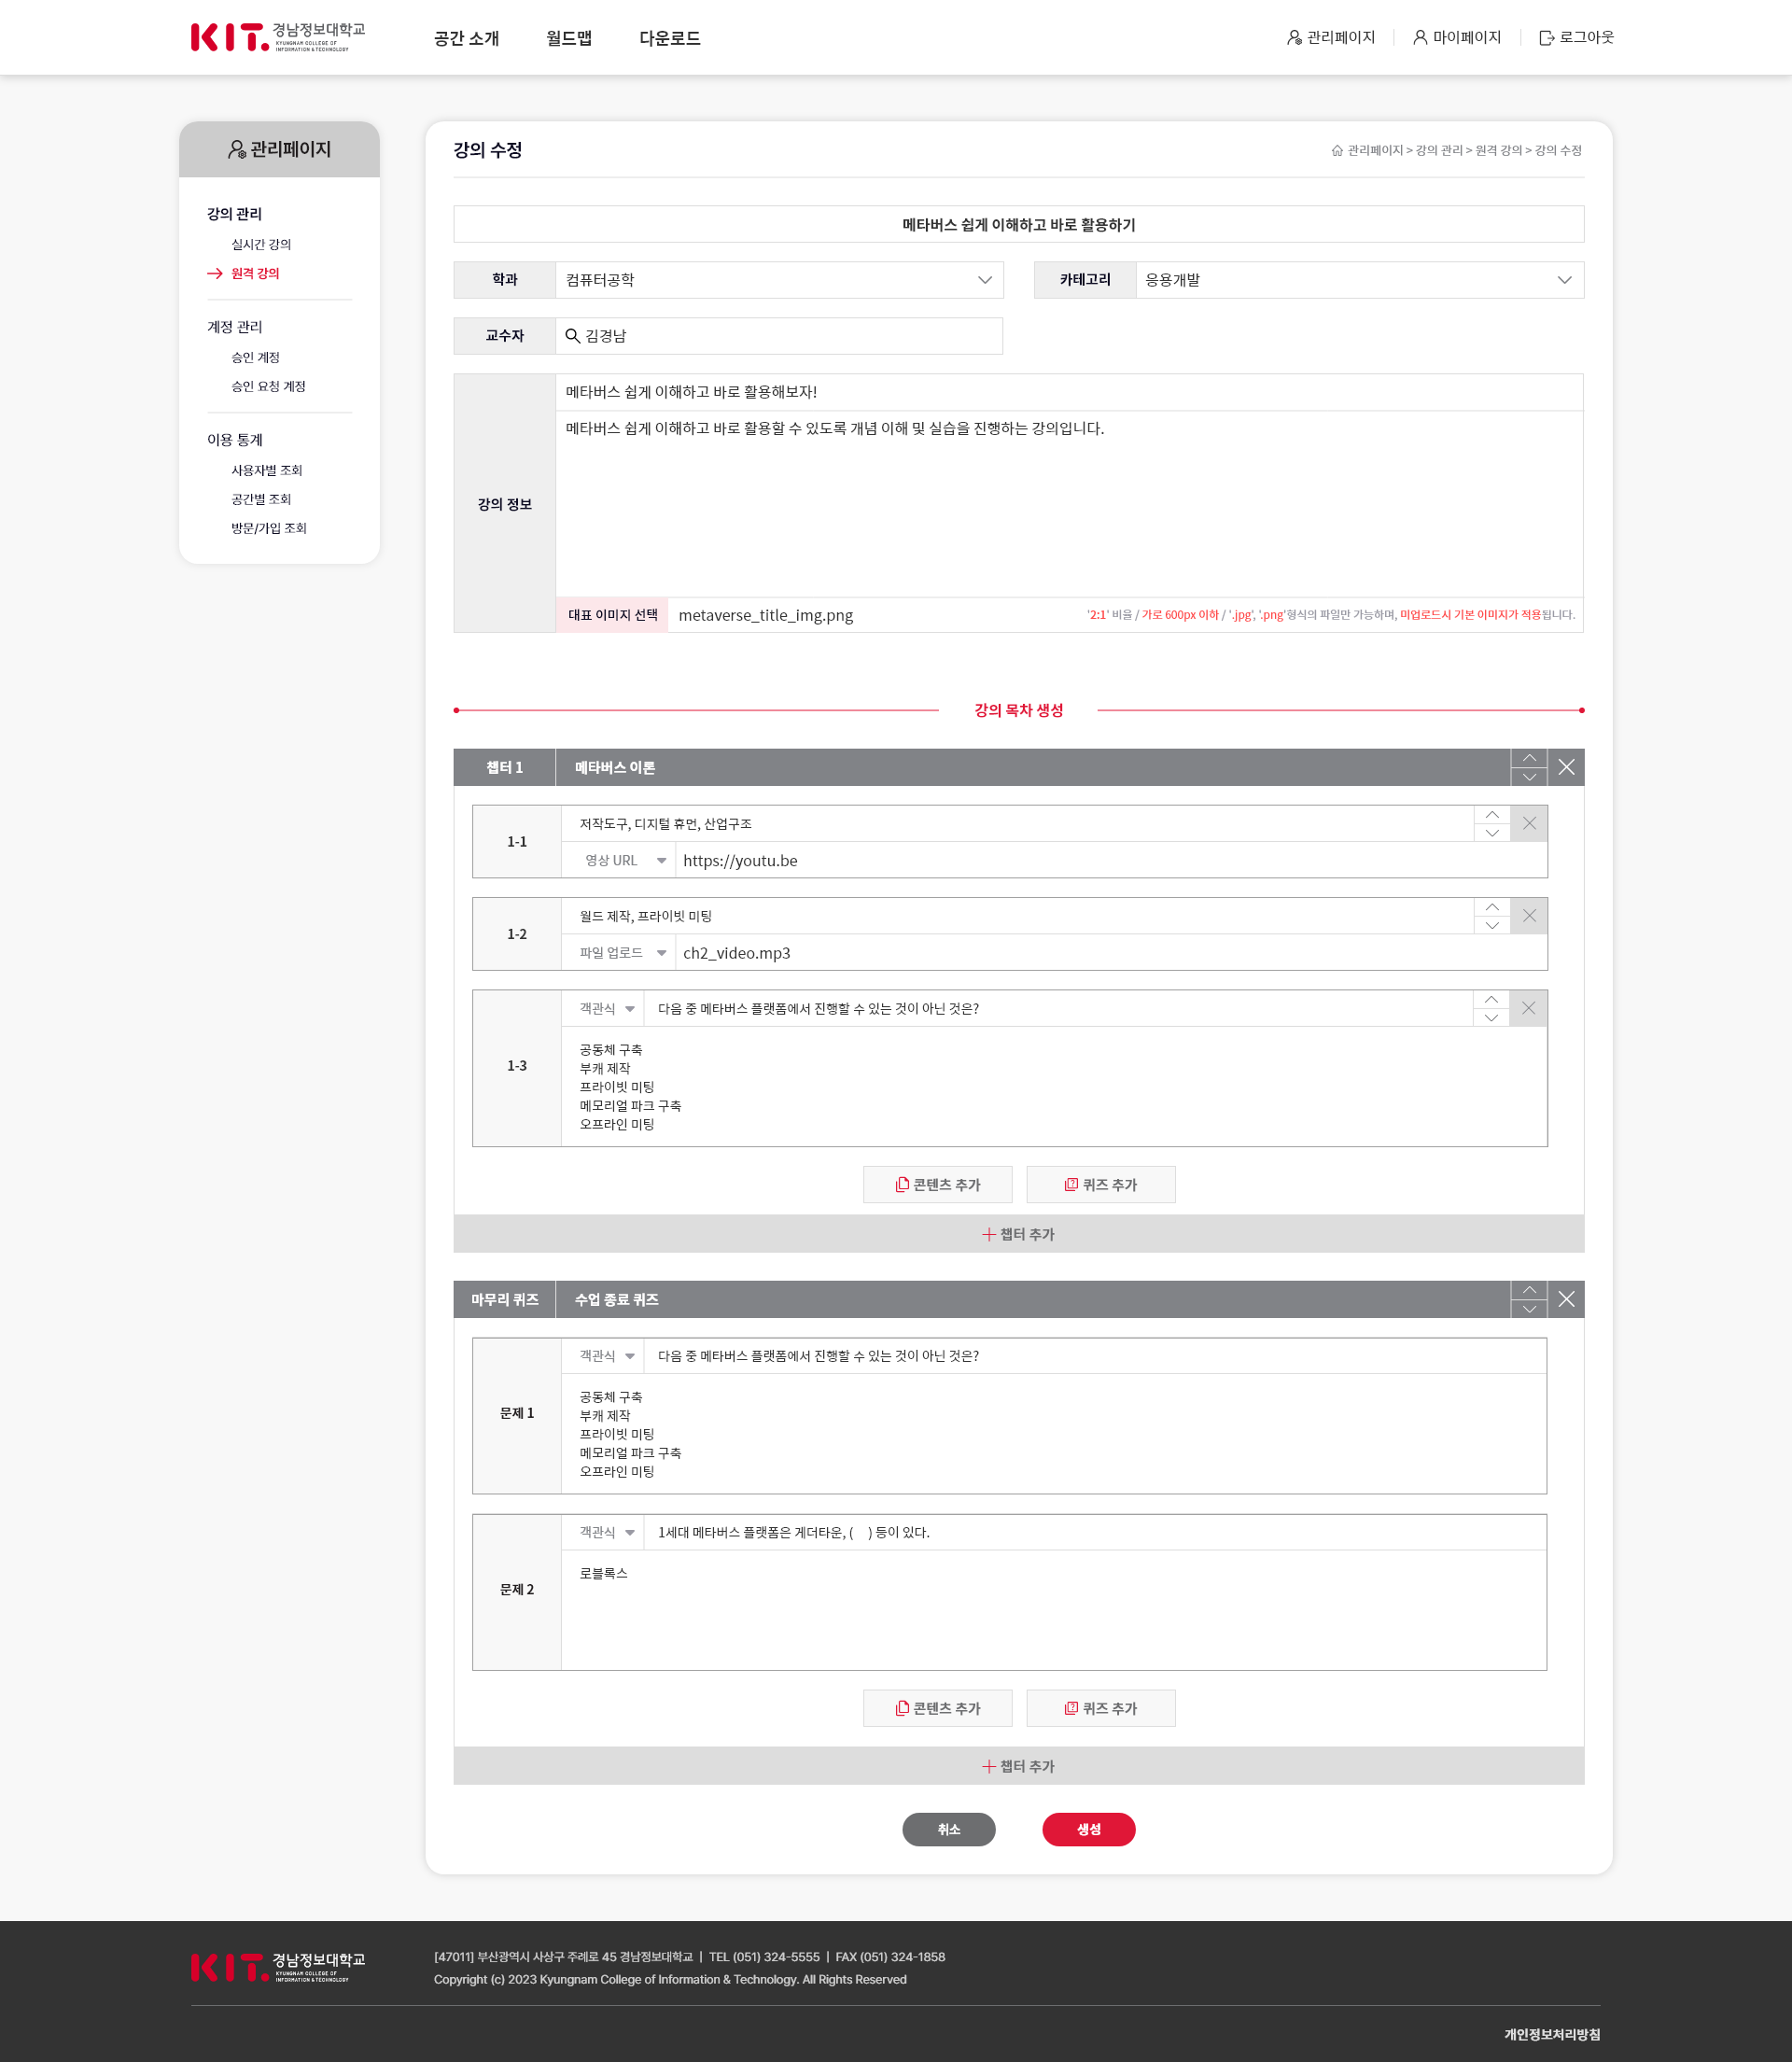 KIT. 경남정보대학교
KYUNGNAM COLLEGE OF
INFORMATION & TECHNOLOGY
공간 소개 월드맵 다운로드
관리페이지 마이페이지 로그아웃
관리페이지
강의 관리
실시간 강의
원격 강의
계정 관리
승인 계정
승인 요청 계정
이용 통계
사용자별 조회
공간별 조회
방문/가입 조회
강의 수정
관리페이지 > 강의 관리 > 원격 강의 > 강의 수정
메타버스 쉽게 이해하고 바로 활용하기
학과 컴퓨터공학 카테고리 응용개발
교수자 김경남
강의 정보
메타버스 쉽게 이해하고 바로 활용해보자!
메타버스 쉽게 이해하고 바로 활용할 수 있도록 개념 이해 및 실습을 진행하는 강의입니다.
대표 이미지 선택 metaverse_title_img.png '2:1' 비율 / 가로 600px 이하 / '.jpg', '.png'형식의 파일만 가능하며, 미업로드시 기본 이미지가 적용됩니다.
강의 목차 생성
챕터 1 메타버스 이론
1-1
저작도구, 디지털 휴먼, 산업구조
영상 URL https://youtu.be
1-2
월드 제작, 프라이빗 미팅
파일 업로드 ch2_video.mp3
1-3
객관식 다음 중 메타버스 플랫폼에서 진행할 수 있는 것이 아닌 것은?
공동체 구축
부캐 제작
프라이빗 미팅
메모리얼 파크 구축
오프라인 미팅
콘텐츠 추가 퀴즈 추가
챕터 추가
마무리 퀴즈 수업 종료 퀴즈
문제 1
객관식 다음 중 메타버스 플랫폼에서 진행할 수 있는 것이 아닌 것은?
공동체 구축
부캐 제작
프라이빗 미팅
메모리얼 파크 구축
오프라인 미팅
문제 2
객관식 1세대 메타버스 플랫폼은 게더타운, ( ) 등이 있다.
로블록스
콘텐츠 추가 퀴즈 추가
챕터 추가
취소 생성
KIT. 경남정보대학교
KYUNGNAM COLLEGE OF
INFORMATION & TECHNOLOGY
[47011] 부산광역시 사상구 주례로 45 경남정보대학교 | TEL (051) 324-5555 | FAX (051) 324-1858
Copyright (c) 2023 Kyungnam College of Information & Technology. All Rights Reserved
개인정보처리방침